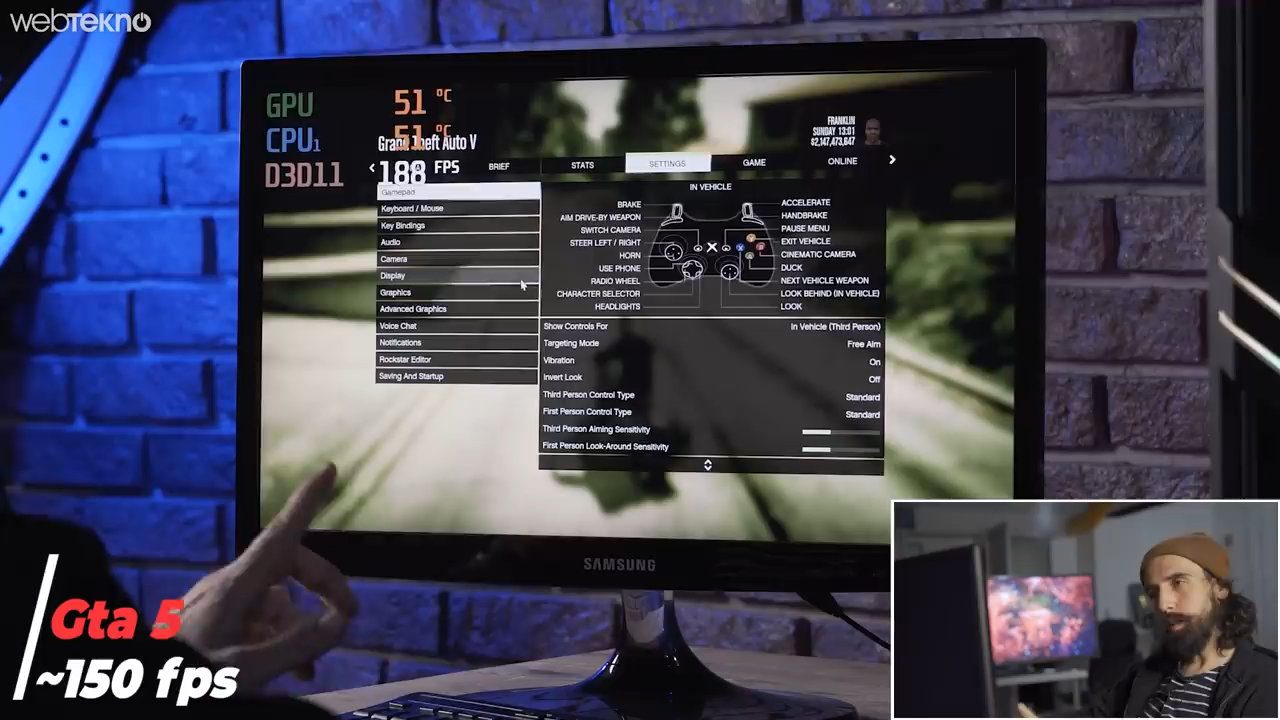 webtekno
GPU 51 °C
CPU1 51 °C
Grand Theft Auto V
D3D11 188 FPS
FRANKLIN
SUNDAY 13:01
$2,147,473,647
BRIEF STATS SETTINGS GAME ONLINE
Gamepad
Keyboard / Mouse
Key Bindings
Audio
Camera
Display
Graphics
Advanced Graphics
Voice Chat
Notifications
Rockstar Editor
Saving And Startup
IN VEHICLE
BRAKE
AIM DRIVE-BY WEAPON
SWITCH CAMERA
STEER LEFT / RIGHT
HORN
USE PHONE
RADIO WHEEL
CHARACTER SELECTOR
HEADLIGHTS
ACCELERATE
HANDBRAKE
PAUSE MENU
EXIT VEHICLE
CINEMATIC CAMERA
DUCK
NEXT VEHICLE WEAPON
LOOK BEHIND (IN VEHICLE)
LOOK
Show Controls For In Vehicle (Third Person)
Targeting Mode Free Aim
Vibration On
Invert Look Off
Third Person Control Type Standard
First Person Control Type Standard
Third Person Aiming Sensitivity
First Person Look-Around Sensitivity
SAMSUNG
Gta 5
~150 fps